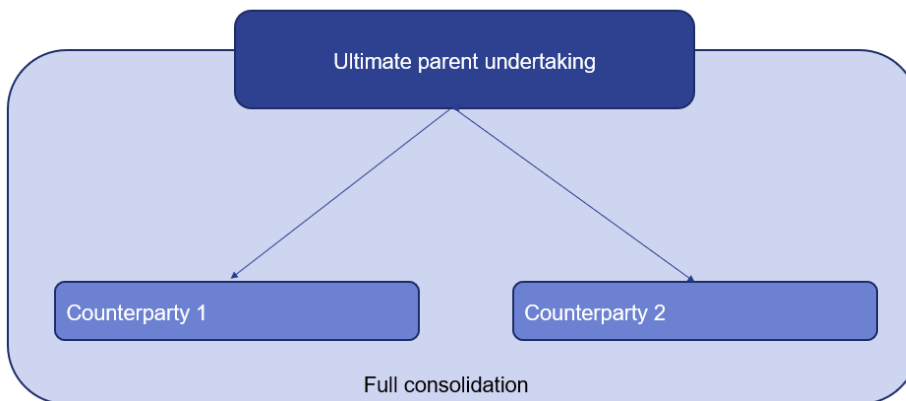 Ultimate parent undertaking
Counterparty 1
Counterparty 2
Full consolidation